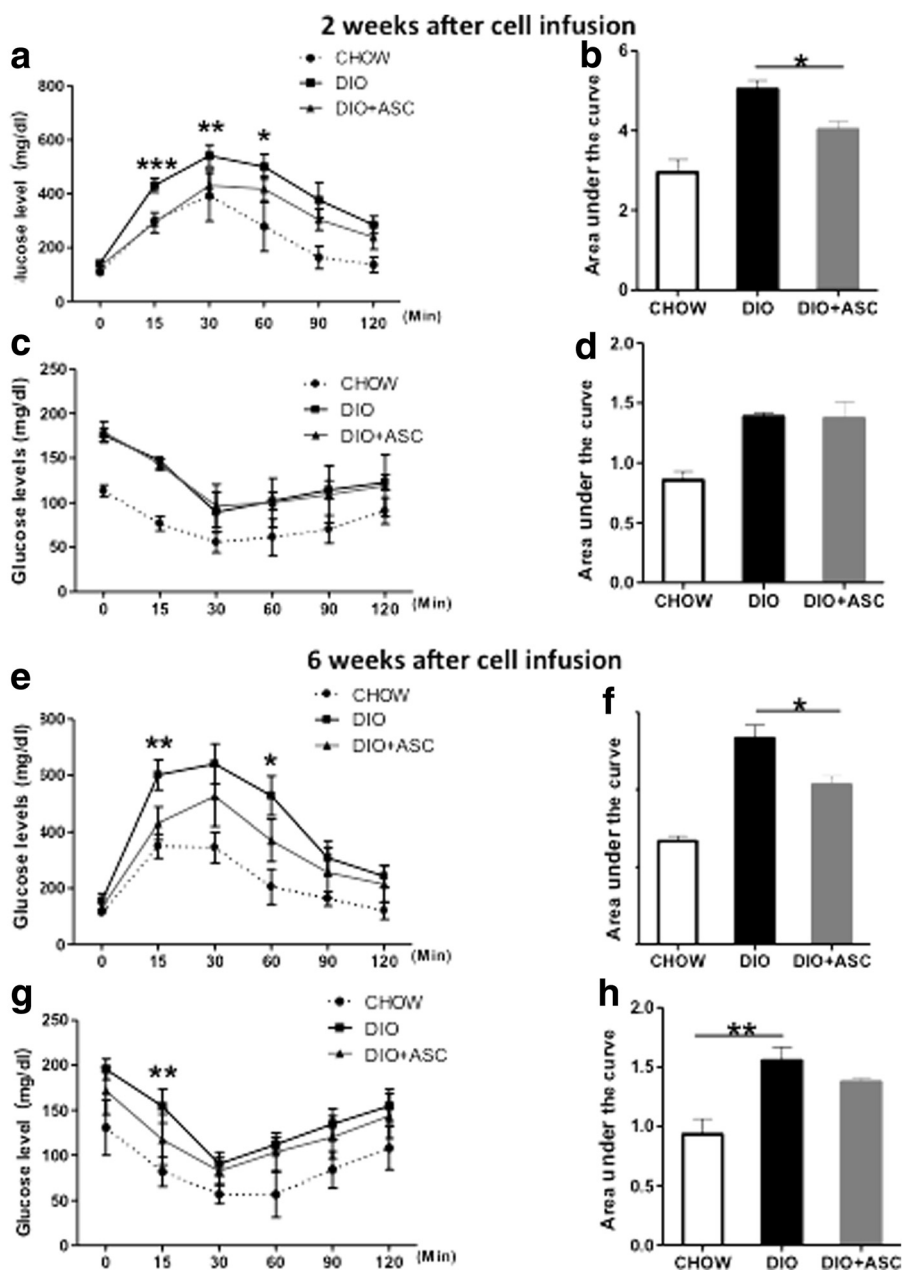 2 weeks after cell infusion
a
CHOW
DIO
DIO+ASC
lucose level (mg/dl)
800
600
400
200
0
***
**
*
0 15 30 60 90 120 (Min)
b
Area under the curve
6
4
2
0
*
CHOW DIO DIO+ASC
c
CHOW
DIO
DIO+ASC
Glucose levels (mg/dl)
250
200
150
100
50
0
0 15 30 60 90 120 (Min)
d
Area under the curve
2.0
1.5
1.0
0.5
0.0
CHOW DIO DIO+ASC
6 weeks after cell infusion
e
CHOW
DIO
DIO+ASC
Glucose levels (mg/dl)
800
600
400
200
0
**
*
0 15 30 60 90 120 (Min)
f
Area under the curve
*
CHOW DIO DIO+ASC
g
CHOW
DIO
DIO+ASC
Glucose level (mg/dl)
250
200
150
100
50
0
**
0 15 30 60 90 120 (Min)
h
Area under the curve
2.0
1.5
1.0
0.5
0.0
**
CHOW DIO DIO+ASC